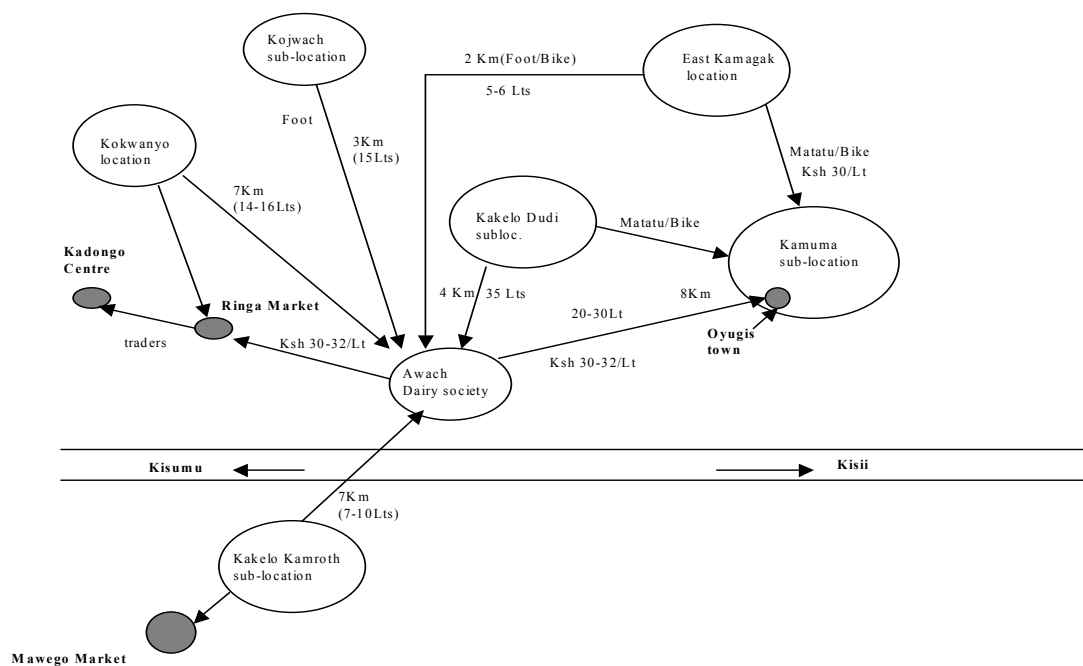 Kojwach
sub-location
2 Km(Foot/Bike)
5-6 Lts
East Kamagak
location
Foot
Kokwanyo
location
3Km
(15Lts)
Matatu/Bike
Ksh 30/Lt
7Km
(14-16Lts)
Kakelo Dudi
subloc.
Matatu/Bike
Kamuma
sub-location
Kadongo
Centre
Ringa Market
4 Km
35 Lts
8Km
20-30Lt
Oyugis
town
traders
Ksh 30-32/Lt
Ksh 30-32/Lt
Awach
Dairy society
Kisumu
Kisii
7Km
(7-10Lts)
Kakelo Kamroth
sub-location
Mawego Market